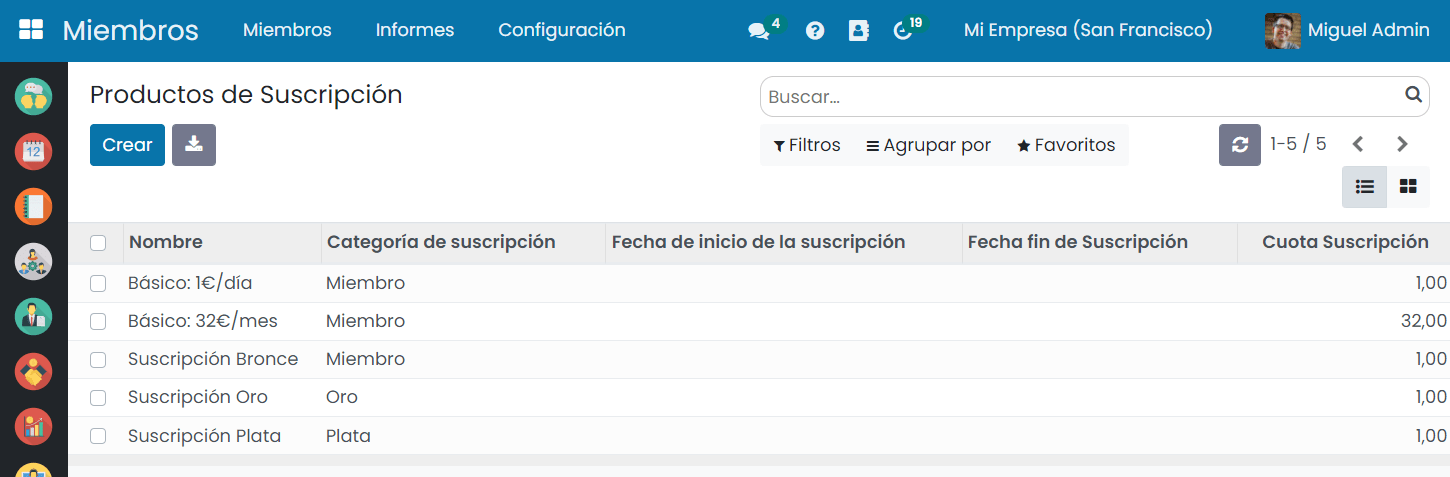 Miembros Miembros Informes Configuración 4 19 Mi Empresa (San Francisco) Miguel Admin
Productos de Suscripción
Buscar...
Crear
Filtros Agrupar por Favoritos 1-5 / 5
12
Nombre Categoría de suscripción Fecha de inicio de la suscripción Fecha fin de Suscripción Cuota Suscripción
Básico: 1€/día Miembro 1,00
Básico: 32€/mes Miembro 32,00
Suscripción Bronce Miembro 1,00
Suscripción Oro Oro 1,00
Suscripción Plata Plata 1,00